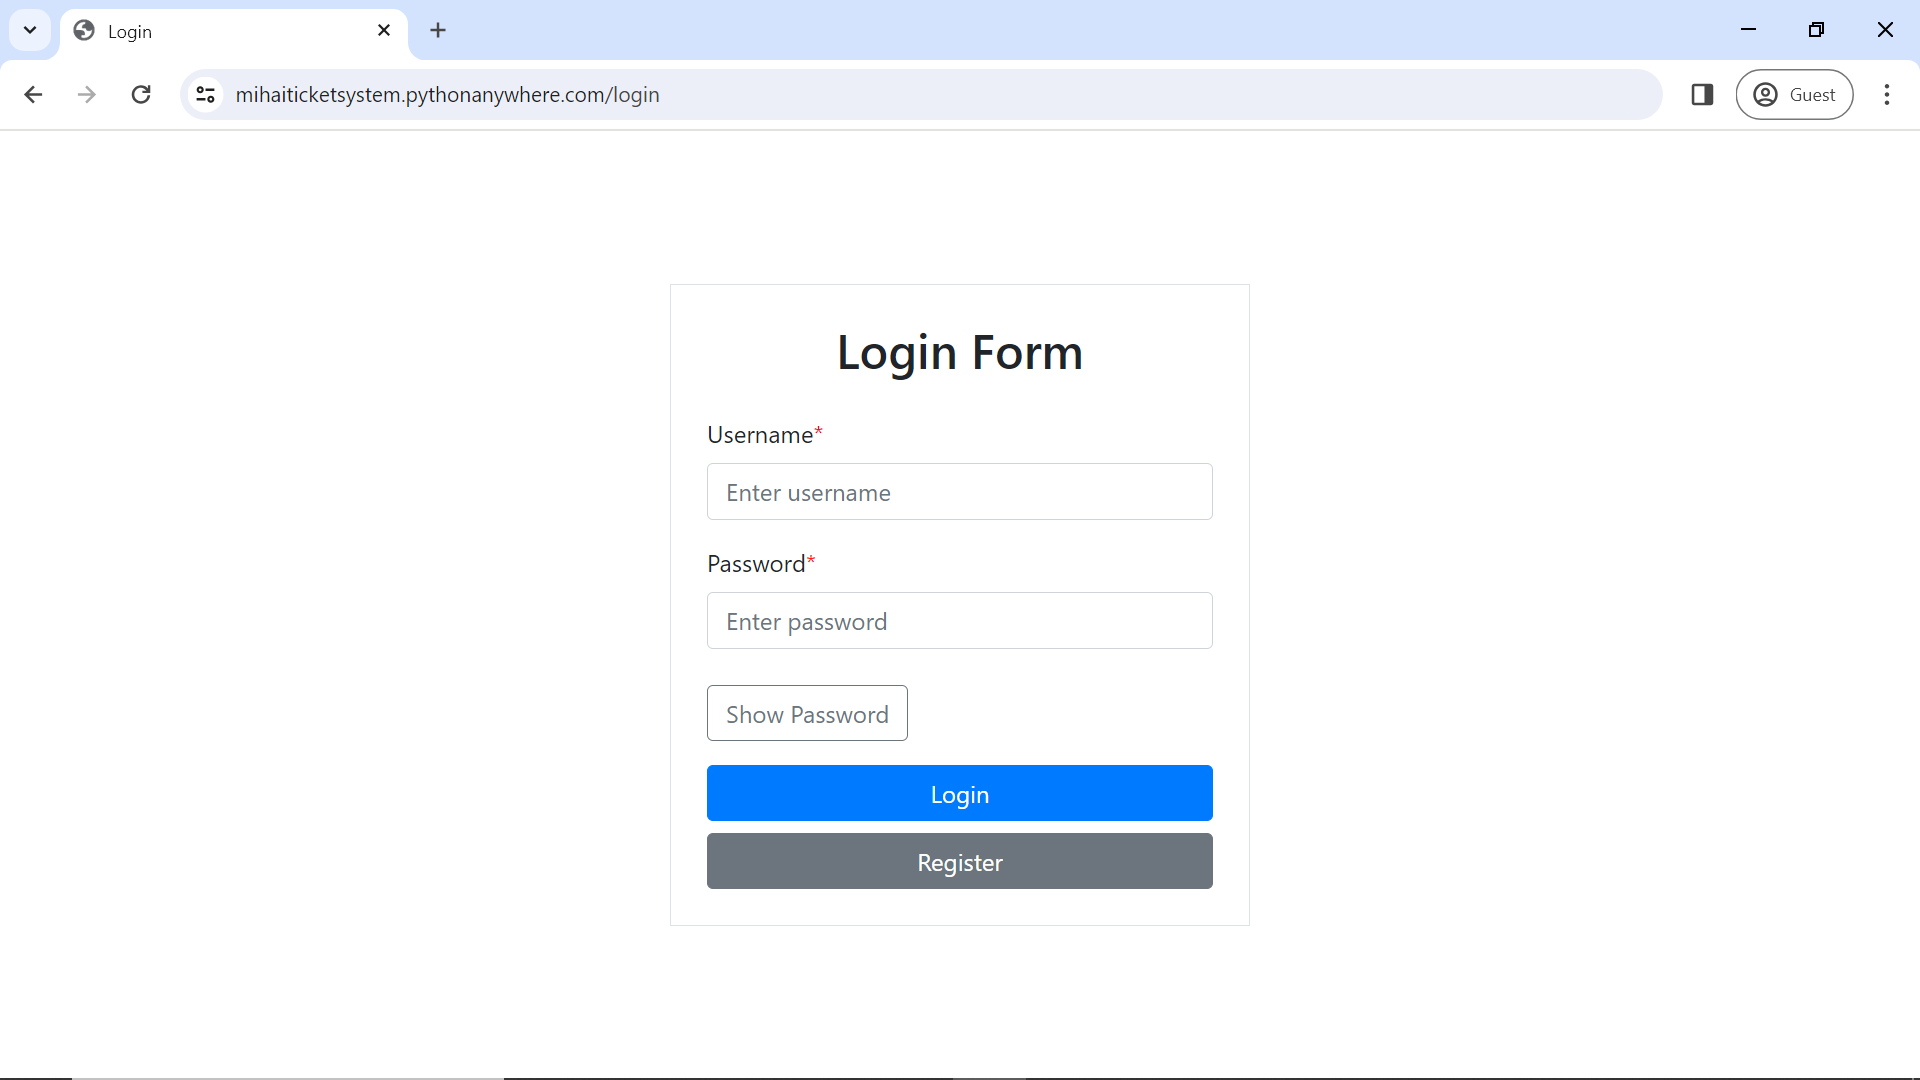 Login
mihaiticketsystem.pythonanywhere.com/login
Guest
Login Form
Username*
Enter username
Password*
Enter password
Show Password
Login
Register